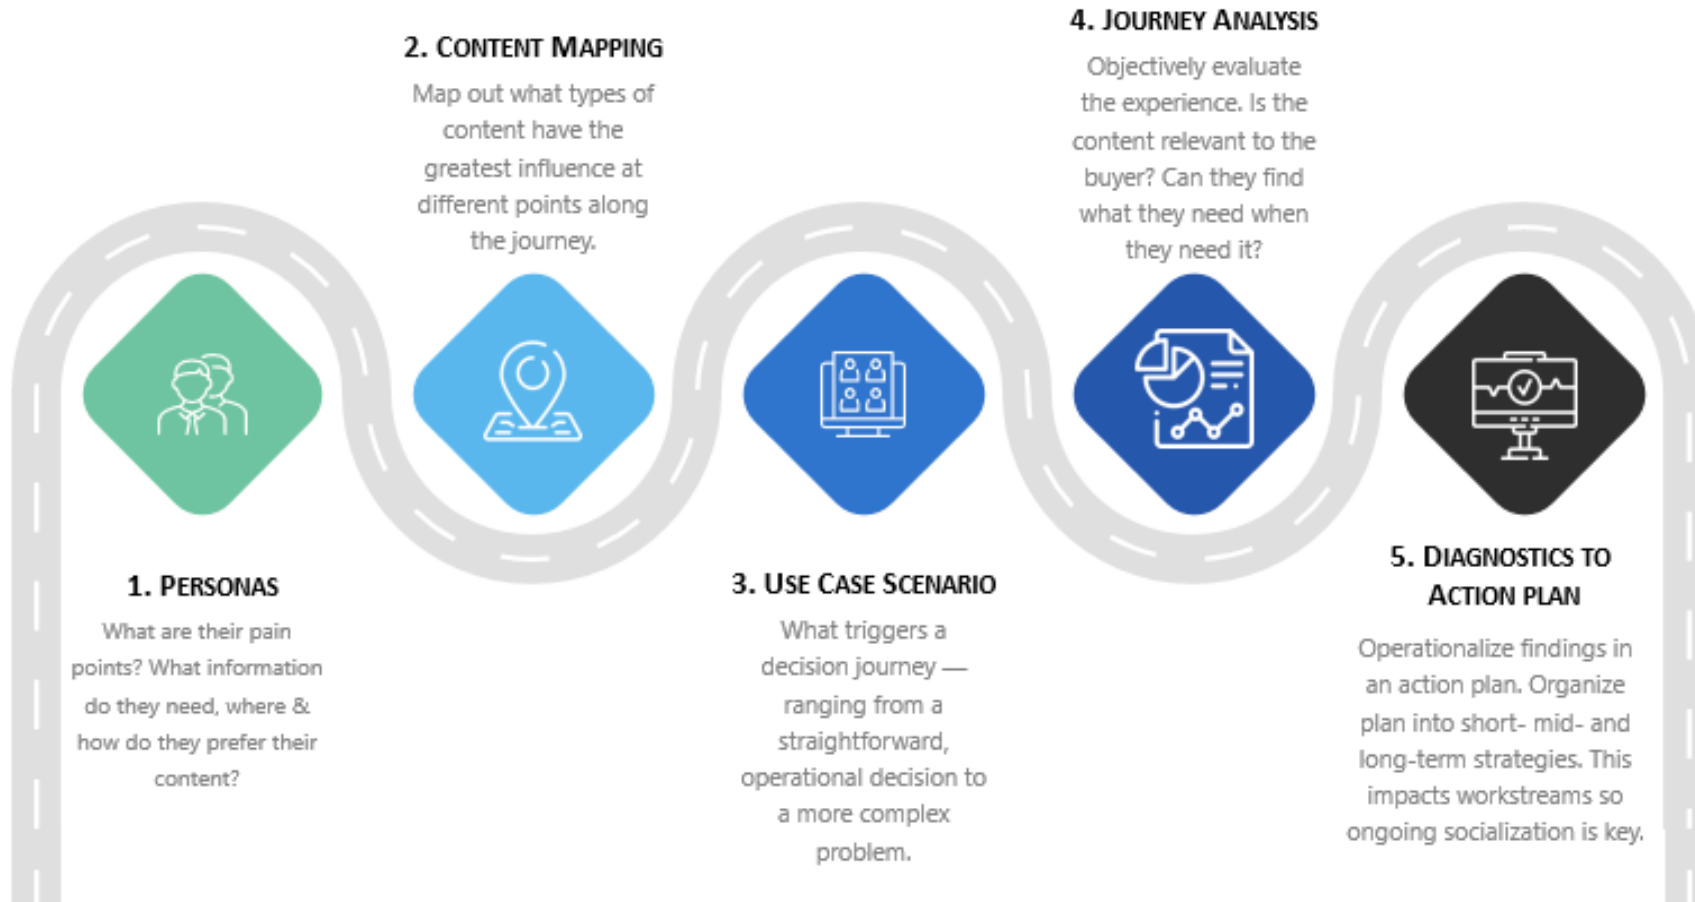 1. PERSONAS
What are their pain
points? What information
do they need, where &
how do they prefer their
content?
2. CONTENT MAPPING
Map out what types of
content have the
greatest influence at
different points along
the journey.
3. USE CASE SCENARIO
What triggers a
decision journey —
ranging from a
straightforward,
operational decision to
a more complex
problem.
4. JOURNEY ANALYSIS
Objectively evaluate
the experience. Is the
content relevant to the
buyer? Can they find
what they need when
they need it?
5. DIAGNOSTICS TO
ACTION PLAN
Operationalize findings in
an action plan. Organize
plan into short- mid- and
long-term strategies. This
impacts workstreams so
ongoing socialization is key.